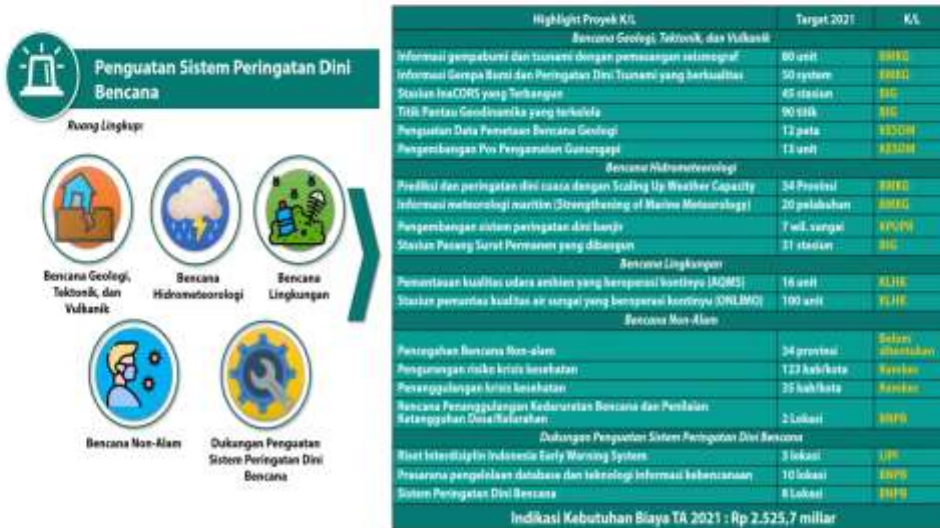 Penguatan Sistem Peringatan Dini
Bencana
Ruang Lingkup:
Bencana Geologi,
Tektonik, dan
Vulkanik
Bencana
Hidrometeorologi
Bencana
Lingkungan
Bencana Non-Alam
Dukungan Penguatan
Sistem Peringatan Dini
Bencana
Highlight Proyek K/L Target 2021 K/L
Bencana Geologi, Tektonik, dan Vulkanik
Informasi gempabumi dan tsunami dengan pemasangan seismograf 80 unit BMKG
Informasi Gempa Bumi dan Peringatan Dini Tsunami yang berkualitas 50 system BMKG
Stasiun InaCORS yang Terbangun 45 stasiun BIG
Titik Pantau Geodinamika yang terkelola 90 titik BIG
Penguatan Data Pemetaan Bencana Geologi 12 peta KESDM
Pengembangan Pos Pengamatan Gunungapi 13 unit KESDM
Bencana Hidrometeorologi
Prediksi dan peringatan dini cuaca dengan Scaling Up Weather Capacity 34 Provinsi BMKG
Informasi meteorologi maritim (Strengthening of Marine Meteorology) 20 pelabuhan BMKG
Pengembangan sistem peringatan dini banjir 7 wil. sungai KPUPR
Stasiun Pasang Surut Permanen yang dibangun 31 stasiun BIG
Bencana Lingkungan
Pemantauan kualitas udara ambien yang beroperasi kontinyu (AQMS) 16 unit KLHK
Stasiun pemantau kualitas air sungai yang beroperasi kontinyu (ONLIMO) 100 unit KLHK
Bencana Non-Alam
Pencegahan Bencana Non-alam 34 provinsi Belum ditentukan
Pengurangan risiko krisis kesehatan 123 kab/kota Kemkes
Penanggulangan krisis kesehatan 35 kab/kota Kemkes
Rencana Penanggulangan Kedaruratan Bencana dan Penilaian
Ketangguhan Desa/Kelurahan 2 Lokasi BNPB
Dukungan Penguatan Sistem Peringatan Dini Bencana
Riset Interdisiplin Indonesia Early Warning System 3 lokasi LIPI
Prasarana pengelolaan database dan teknologi informasi kebencanaan 10 lokasi BNPB
Sistem Peringatan Dini Bencana 8 Lokasi BNPB
Indikasi Kebutuhan Biaya TA 2021 : Rp 2.525,7 miliar